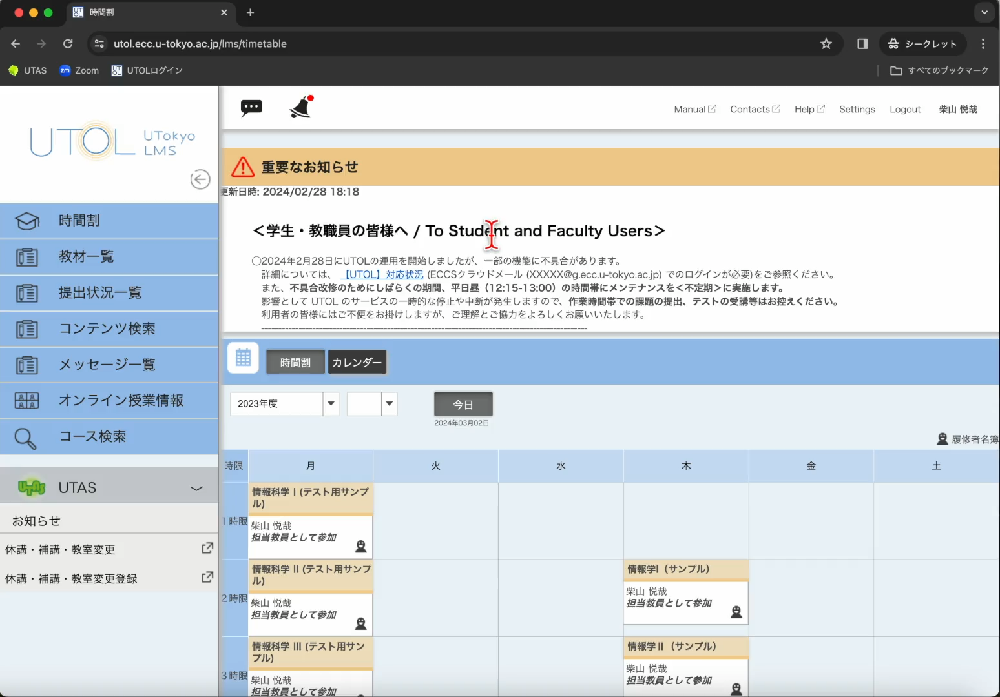 時間割
utol.ecc.u-tokyo.ac.jp/lms/timetable
シークレット
UTAS
Zoom
UTOLログイン
すべてのブックマーク
UTOL UTokyo LMS
Manual
Contacts
Help
Settings
Logout
柴山 悦哉
重要なお知らせ
更新日時: 2024/02/28 18:18
＜学生・教職員の皆様へ / To Student and Faculty Users＞
○2024年2月28日にUTOLの運用を開始しましたが、一部の機能に不具合があります。
詳細については、【UTOL】対応状況 (ECCSクラウドメール (XXXXX@g.ecc.u-tokyo.ac.jp) でのログインが必要)をご参照ください。
また、不具合改修のためにしばらくの期間、平日昼（12:15-13:00）の時間帯にメンテナンスを＜不定期＞に実施します。
影響として UTOL のサービスの一時的な停止や中断が発生しますので、作業時間帯での課題の提出、テストの受講等はお控えください。
利用者の皆様にはご不便をお掛けしますが、ご理解とご協力をよろしくお願いいたします。
時間割
教材一覧
提出状況一覧
コンテンツ検索
メッセージ一覧
オンライン授業情報
コース検索
UTAS
お知らせ
休講・補講・教室変更
休講・補講・教室変更登録
時間割
カレンダー
2023年度
今日
2024年03月02日
履修者名簿
時限 月 火 水 木 金 土
1 時限
情報科学 I (テスト用サンプル)
柴山 悦哉
担当教員として参加
2 時限
情報科学 II (テスト用サンプル)
柴山 悦哉
担当教員として参加
情報学I（サンプル）
柴山 悦哉
担当教員として参加
3 時限
情報科学 III (テスト用サンプル)
柴山 悦哉
担当教員として参加
情報学II（サンプル）
柴山 悦哉
担当教員として参加